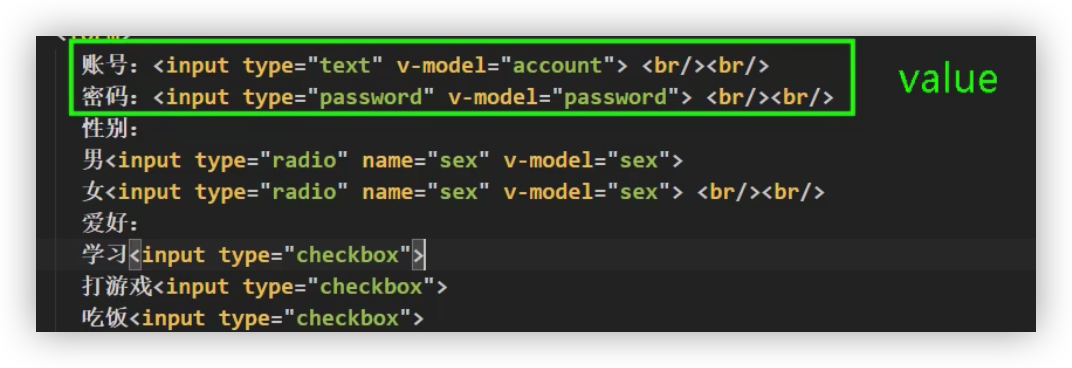 <form>
账号：<input type="text" v-model="account"> <br/><br/>
value
密码：<input type="password" v-model="password"> <br/><br/>
性别：
男<input type="radio" name="sex" v-model="sex">
女<input type="radio" name="sex" v-model="sex"> <br/><br/>
爱好：
学习<input type="checkbox">
打游戏<input type="checkbox">
吃饭<input type="checkbox">